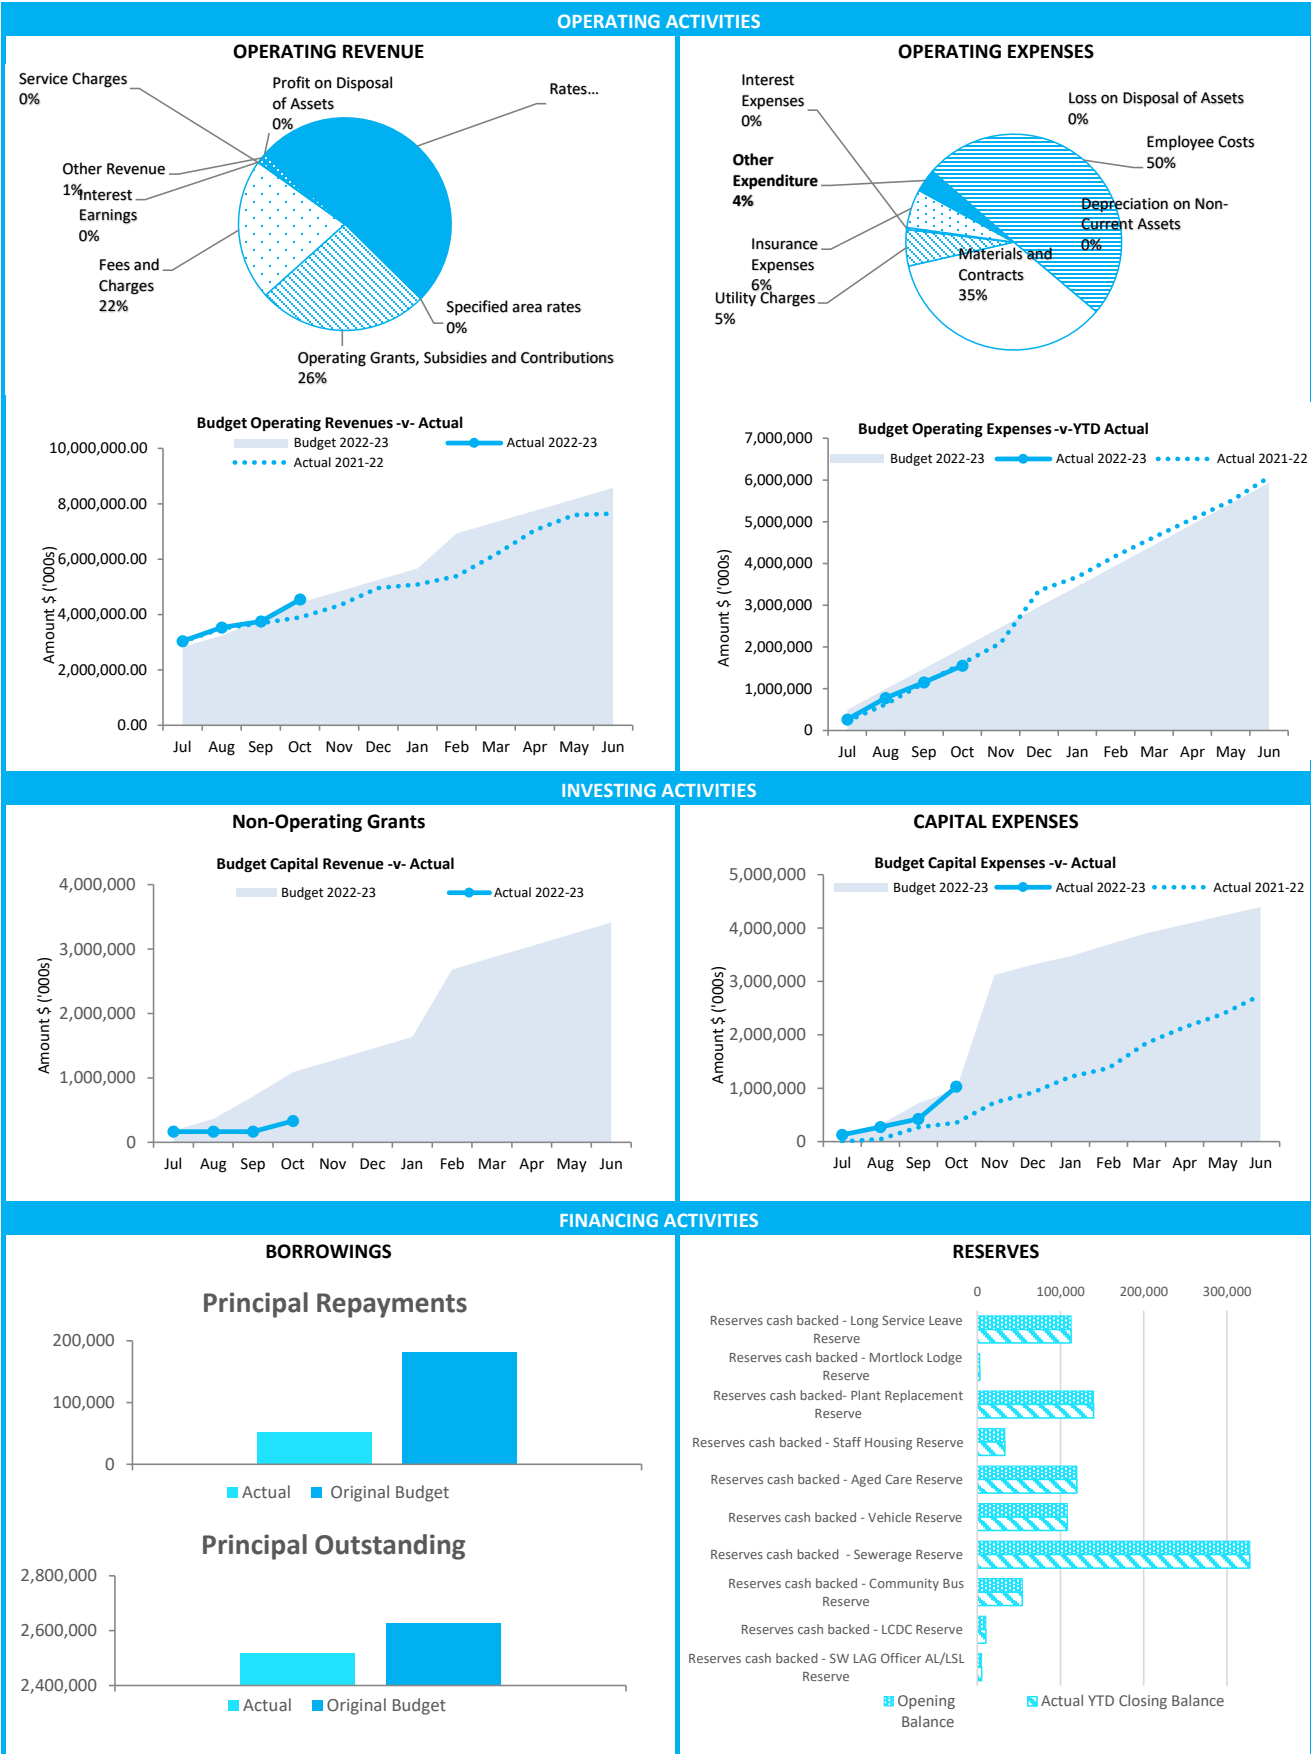 OPERATING ACTIVITIES
OPERATING REVENUE
Service Charges
0%
Profit on Disposal
of Assets
0%
Rates...
Other Revenue
1%
Interest
Earnings
0%
Fees and
Charges
22%
Specified area rates
0%
Operating Grants, Subsidies and Contributions
26%
OPERATING EXPENSES
Interest
Expenses
0%
Loss on Disposal of Assets
0%
Employee Costs
50%
Other
Expenditure
4%
Depreciation on Non-
Current Assets
0%
Insurance
Expenses
6%
Materials and
Contracts
35%
Utility Charges
5%
Budget Operating Revenues -v- Actual
Budget 2022-23
Actual 2022-23
Actual 2021-22
Amount $ ('000s)
10,000,000.00
8,000,000.00
6,000,000.00
4,000,000.00
2,000,000.00
0.00
Jul Aug Sep Oct Nov Dec Jan Feb Mar Apr May Jun
Budget Operating Expenses -v-YTD Actual
Budget 2022-23 Actual 2022-23 Actual 2021-22
Amount $ ('000s)
7,000,000
6,000,000
5,000,000
4,000,000
3,000,000
2,000,000
1,000,000
0
Jul Aug Sep Oct Nov Dec Jan Feb Mar Apr May Jun
INVESTING ACTIVITIES
Non-Operating Grants
Budget Capital Revenue -v- Actual
Budget 2022-23 Actual 2022-23
Amount $ ('000s)
4,000,000
3,000,000
2,000,000
1,000,000
0
Jul Aug Sep Oct Nov Dec Jan Feb Mar Apr May Jun
CAPITAL EXPENSES
Budget Capital Expenses -v- Actual
Budget 2022-23 Actual 2022-23 Actual 2021-22
Amount $ ('000s)
5,000,000
4,000,000
3,000,000
2,000,000
1,000,000
0
Jul Aug Sep Oct Nov Dec Jan Feb Mar Apr May Jun
FINANCING ACTIVITIES
BORROWINGS
Principal Repayments
200,000
100,000
0
Actual Original Budget
Principal Outstanding
2,800,000
2,600,000
2,400,000
Actual Original Budget
RESERVES
0 100,000 200,000 300,000
Reserves cash backed - Long Service Leave
Reserve
Reserves cash backed - Mortlock Lodge
Reserve
Reserves cash backed- Plant Replacement
Reserve
Reserves cash backed - Staff Housing Reserve
Reserves cash backed - Aged Care Reserve
Reserves cash backed - Vehicle Reserve
Reserves cash backed - Sewerage Reserve
Reserves cash backed - Community Bus
Reserve
Reserves cash backed - LCDC Reserve
Reserves cash backed - SW LAG Officer AL/LSL
Reserve
Opening
Balance
Actual YTD Closing Balance